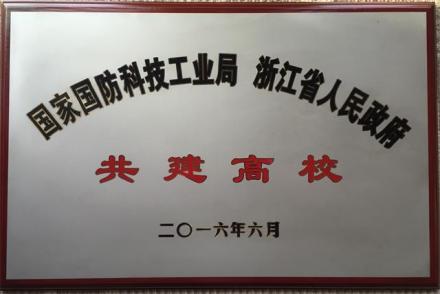 国家国防科技工业局 浙江省人民政府
共建高校
二〇一六年六月